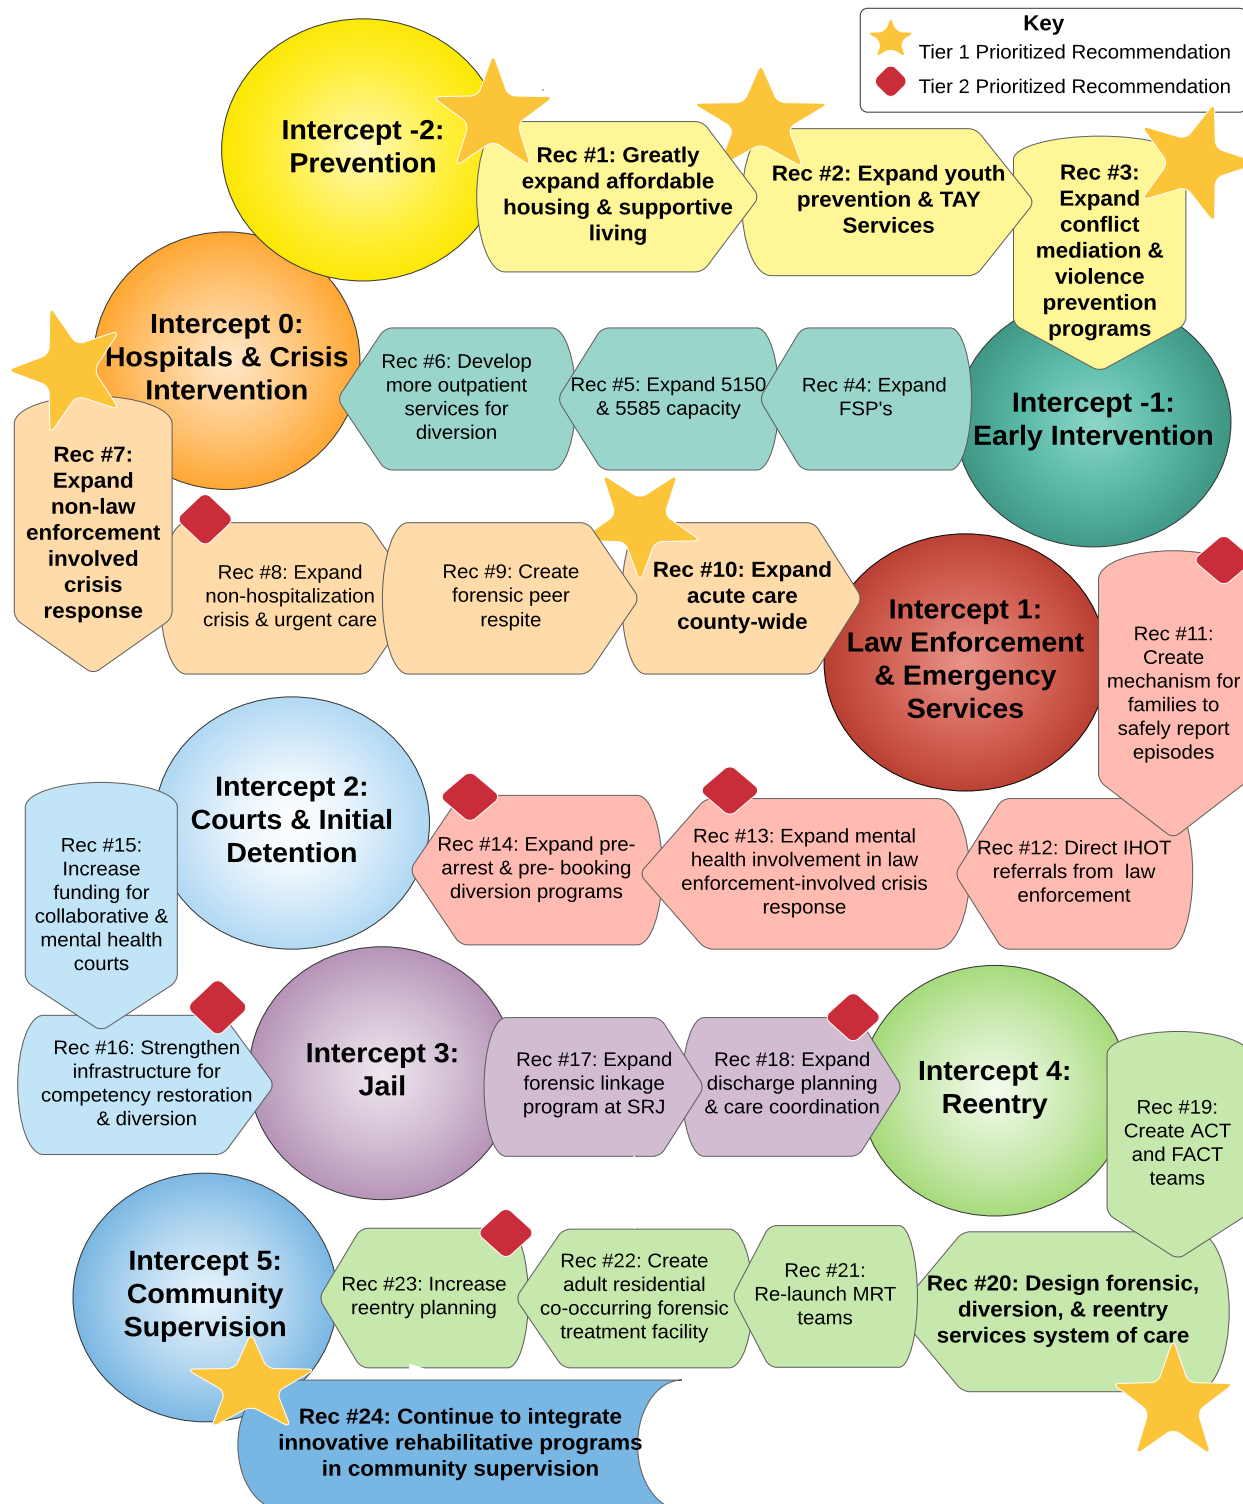 Key
Tier 1 Prioritized Recommendation
Tier 2 Prioritized Recommendation
Intercept -2:
Prevention
Rec #1: Greatly
expand affordable
housing & supportive
living
Rec #2: Expand youth
prevention & TAY
Services
Rec #3:
Expand
conflict
mediation &
violence
prevention
programs
Intercept -1:
Early Intervention
Rec #4: Expand
FSP's
Rec #5: Expand 5150
& 5585 capacity
Rec #6: Develop
more outpatient
services for
diversion
Intercept 0:
Hospitals & Crisis
Intervention
Rec #7:
Expand
non-law
enforcement
involved
crisis
response
Rec #8: Expand
non-hospitalization
crisis & urgent care
Rec #9: Create
forensic peer
respite
Rec #10: Expand
acute care
county-wide
Intercept 1:
Law Enforcement
& Emergency
Services
Rec #11:
Create
mechanism for
families to
safely report
episodes
Rec #12: Direct IHOT
referrals from  law
enforcement
Rec #13: Expand mental
health involvement in law
enforcement-involved crisis
response
Rec #14: Expand pre-
arrest & pre- booking
diversion programs
Intercept 2:
Courts & Initial
Detention
Rec #15:
Increase
funding for
collaborative &
mental health
courts
Rec #16: Strengthen
infrastructure for
competency restoration
& diversion
Intercept 3:
Jail
Rec #17: Expand
forensic linkage
program at SRJ
Rec #18: Expand
discharge planning
& care coordination
Intercept 4:
Reentry
Rec #19:
Create ACT
and FACT
teams
Rec #20: Design forensic,
diversion, & reentry
services system of care
Rec #21:
Re-launch MRT
teams
Rec #22: Create
adult residential
co-occurring forensic
treatment facility
Rec #23: Increase
reentry planning
Intercept 5:
Community
Supervision
Rec #24: Continue to integrate
innovative rehabilitative programs
in community supervision